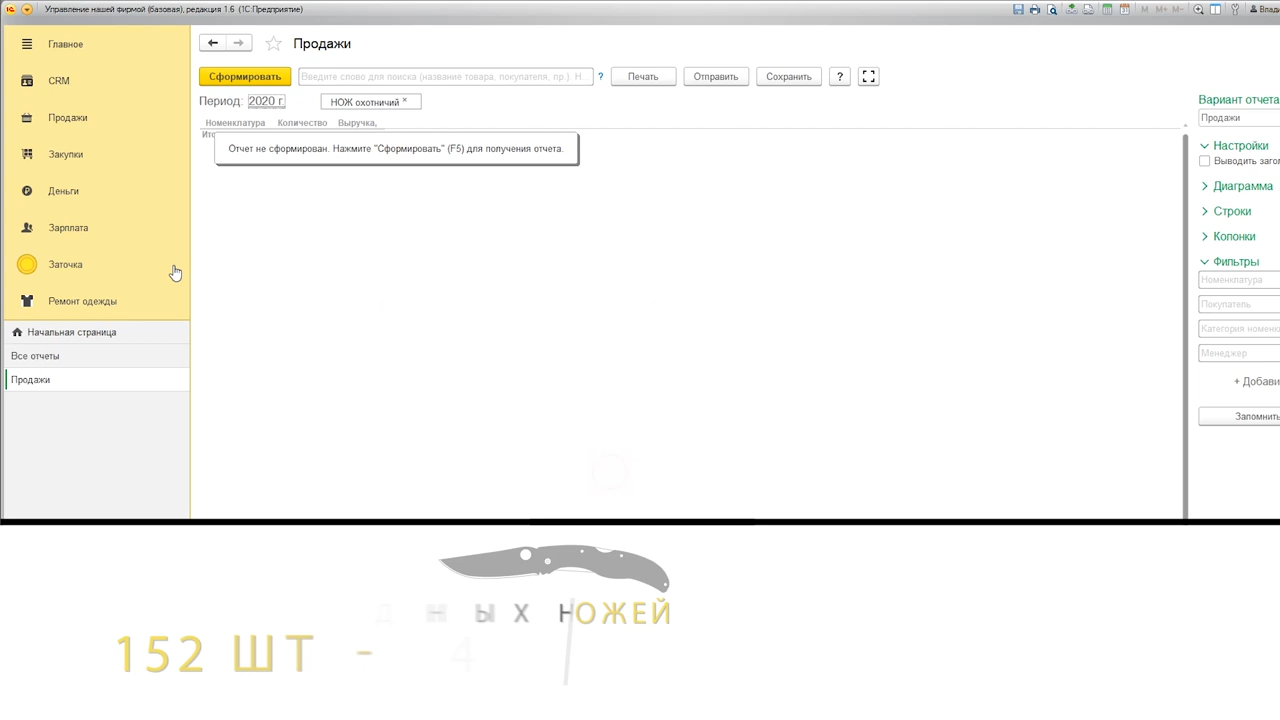 Управление нашей фирмой (базовая), редакция 1.6 (1С:Предприятие)
M M+ M-
Главное
CRM
Продажи
Закупки
Деньги
Зарплата
Заточка
Ремонт одежды
Начальная страница
Все отчеты
Продажи
Продажи
Сформировать
Введите слово для поиска (название товара, покупателя, пр.). Н...
?
Печать
Отправить
Сохранить
?
Период: 2020 г.
НОЖ охотничий ×
Номенклатура Количество Выручка,
Отчет не сформирован. Нажмите "Сформировать" (F5) для получения отчета.
Вариант отчета
Продажи
Настройки
Выводить заго
Диаграмма
Строки
Колонки
Фильтры
Номенклатура
Покупатель
Категория номен
Менеджер
+ Добави
Запомнить
Д Н Ы Х НОЖЕЙ
152 ШТ - 4